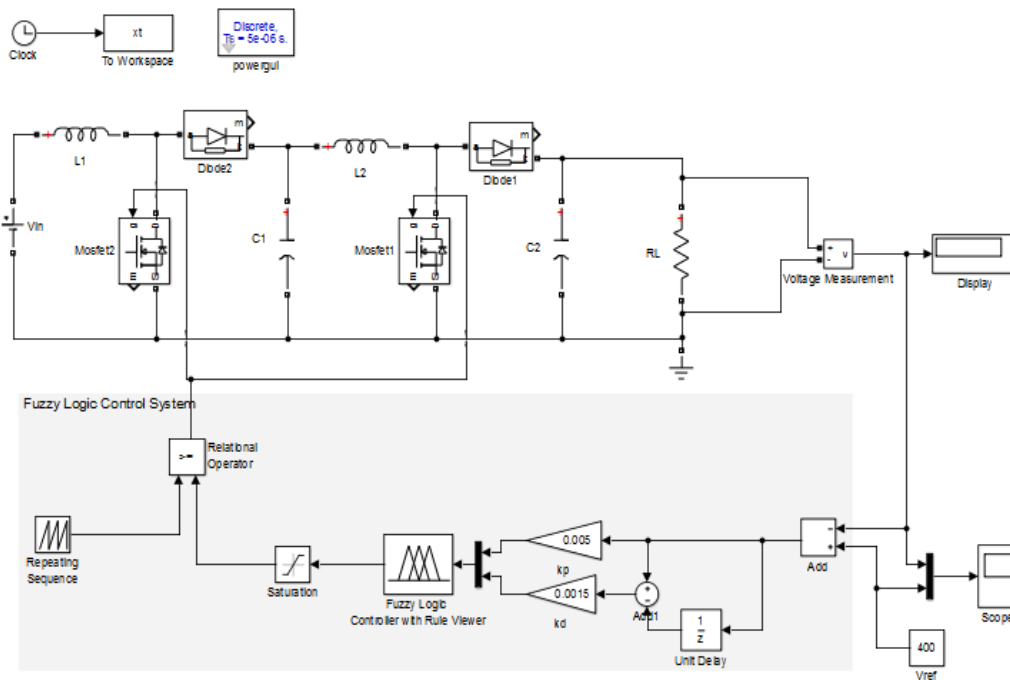 xt
Clock
To Workspace
Discrete,
Ts = 5e-06 s.
powergui
L1
m
Diode2
L2
m
Diode1
Vin
Mosfet2
g
D
m
S
C1
Mosfet1
g
D
m
S
C2
RL
+
-
v
Voltage Measurement
Display
Fuzzy Logic Control System
>=
Relational
Operator
Repeating
Sequence
Saturation
Fuzzy Logic
Controller with Rule Viewer
0.005
kp
0.0015
kd
+
-
Add1
1
z
Unit Delay
-
+
Add
Scope
400
Vref